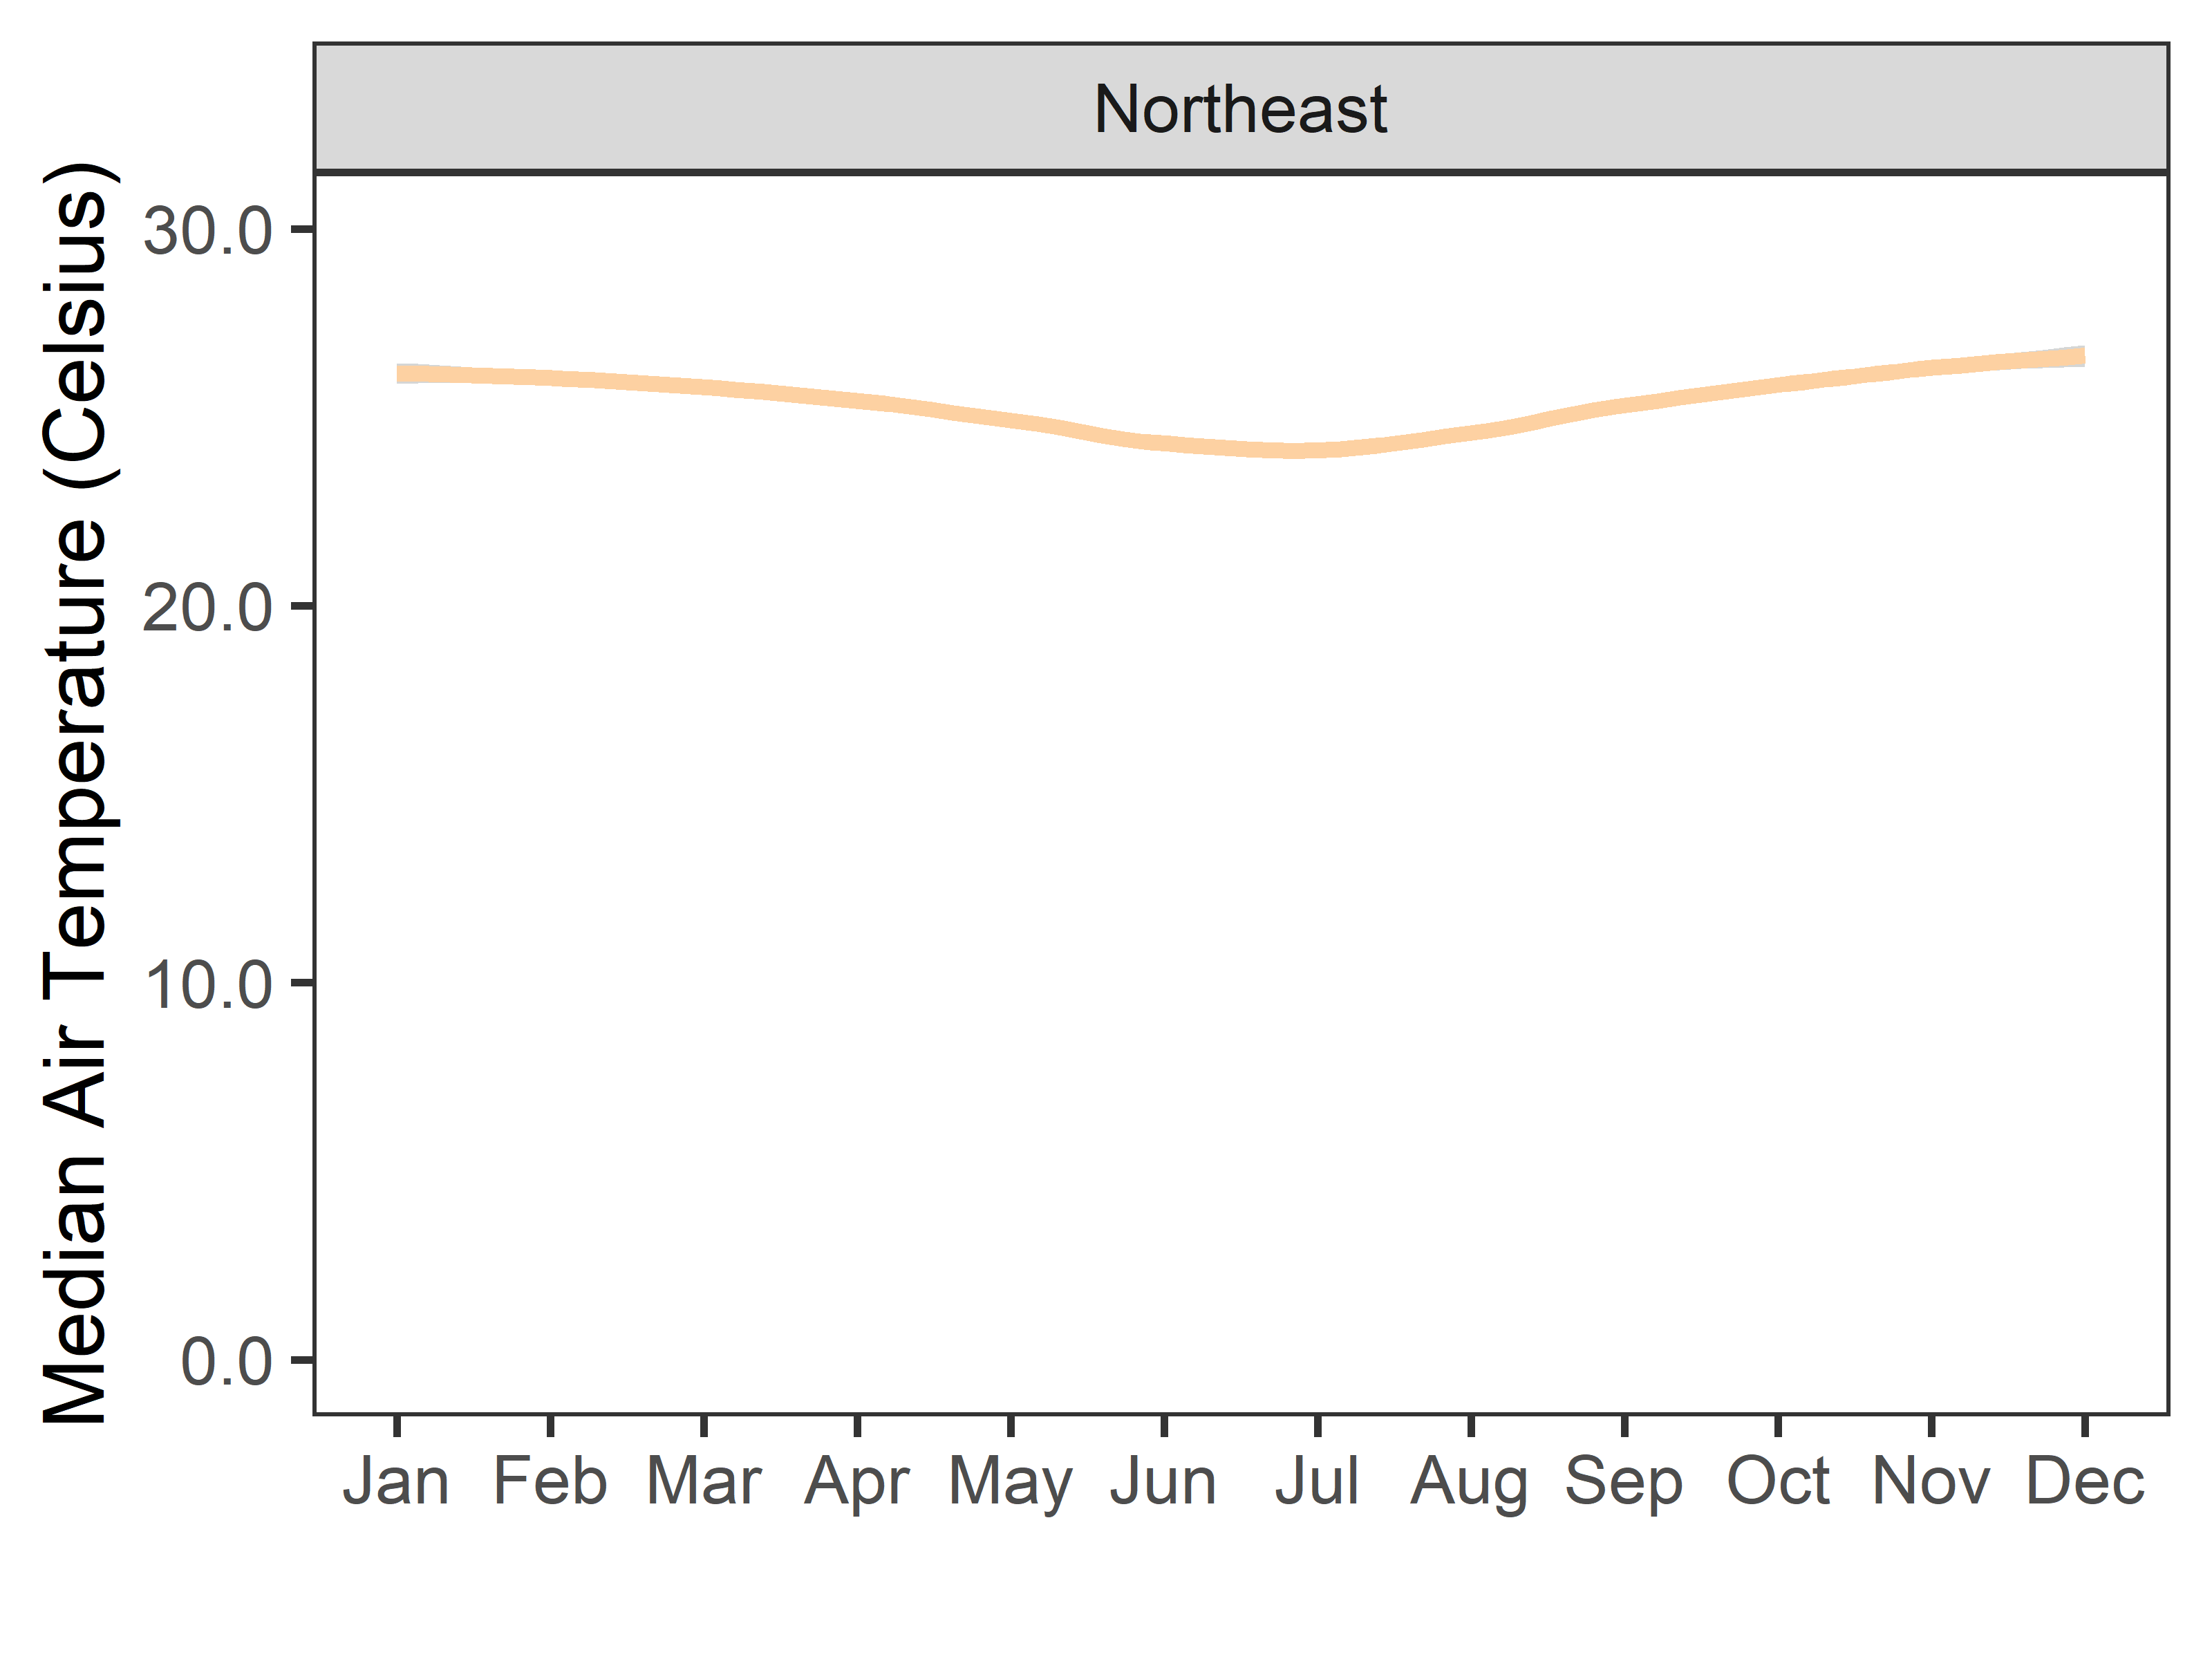 Northeast
Median Air Temperature (Celsius)
30.0
20.0
10.0
0.0
Jan Feb Mar Apr May Jun Jul Aug Sep Oct Nov Dec